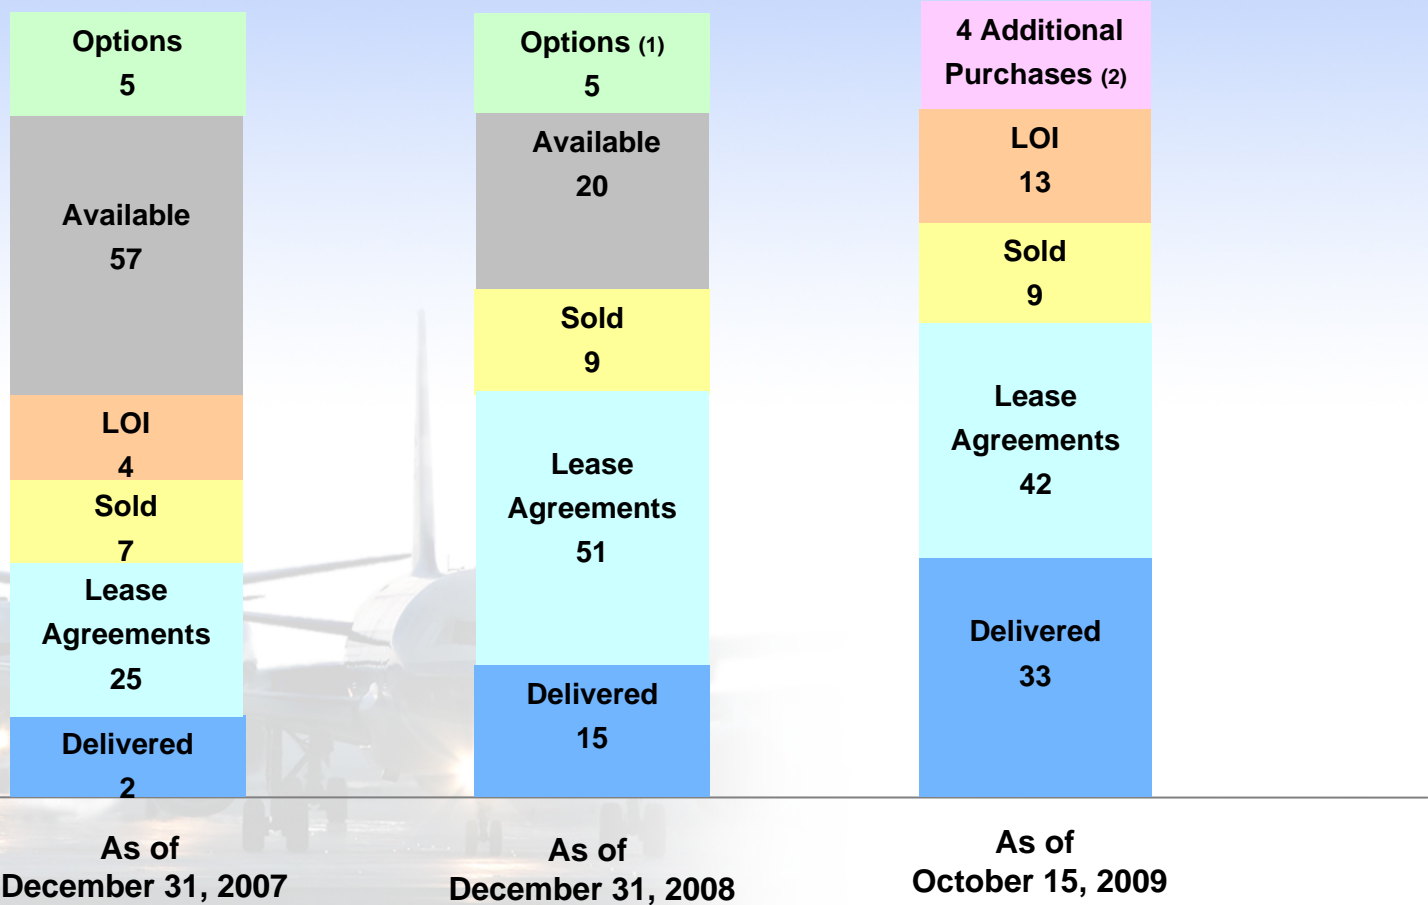 Options
5
Available
57
LOI
4
Sold
7
Lease
Agreements
25
Delivered
2
As of
December 31, 2007
Options (1)
5
Available
20
Sold
9
Lease
Agreements
51
Delivered
15
As of
December 31, 2008
4 Additional
Purchases (2)
LOI
13
Sold
9
Lease
Agreements
42
Delivered
33
As of
October 15, 2009